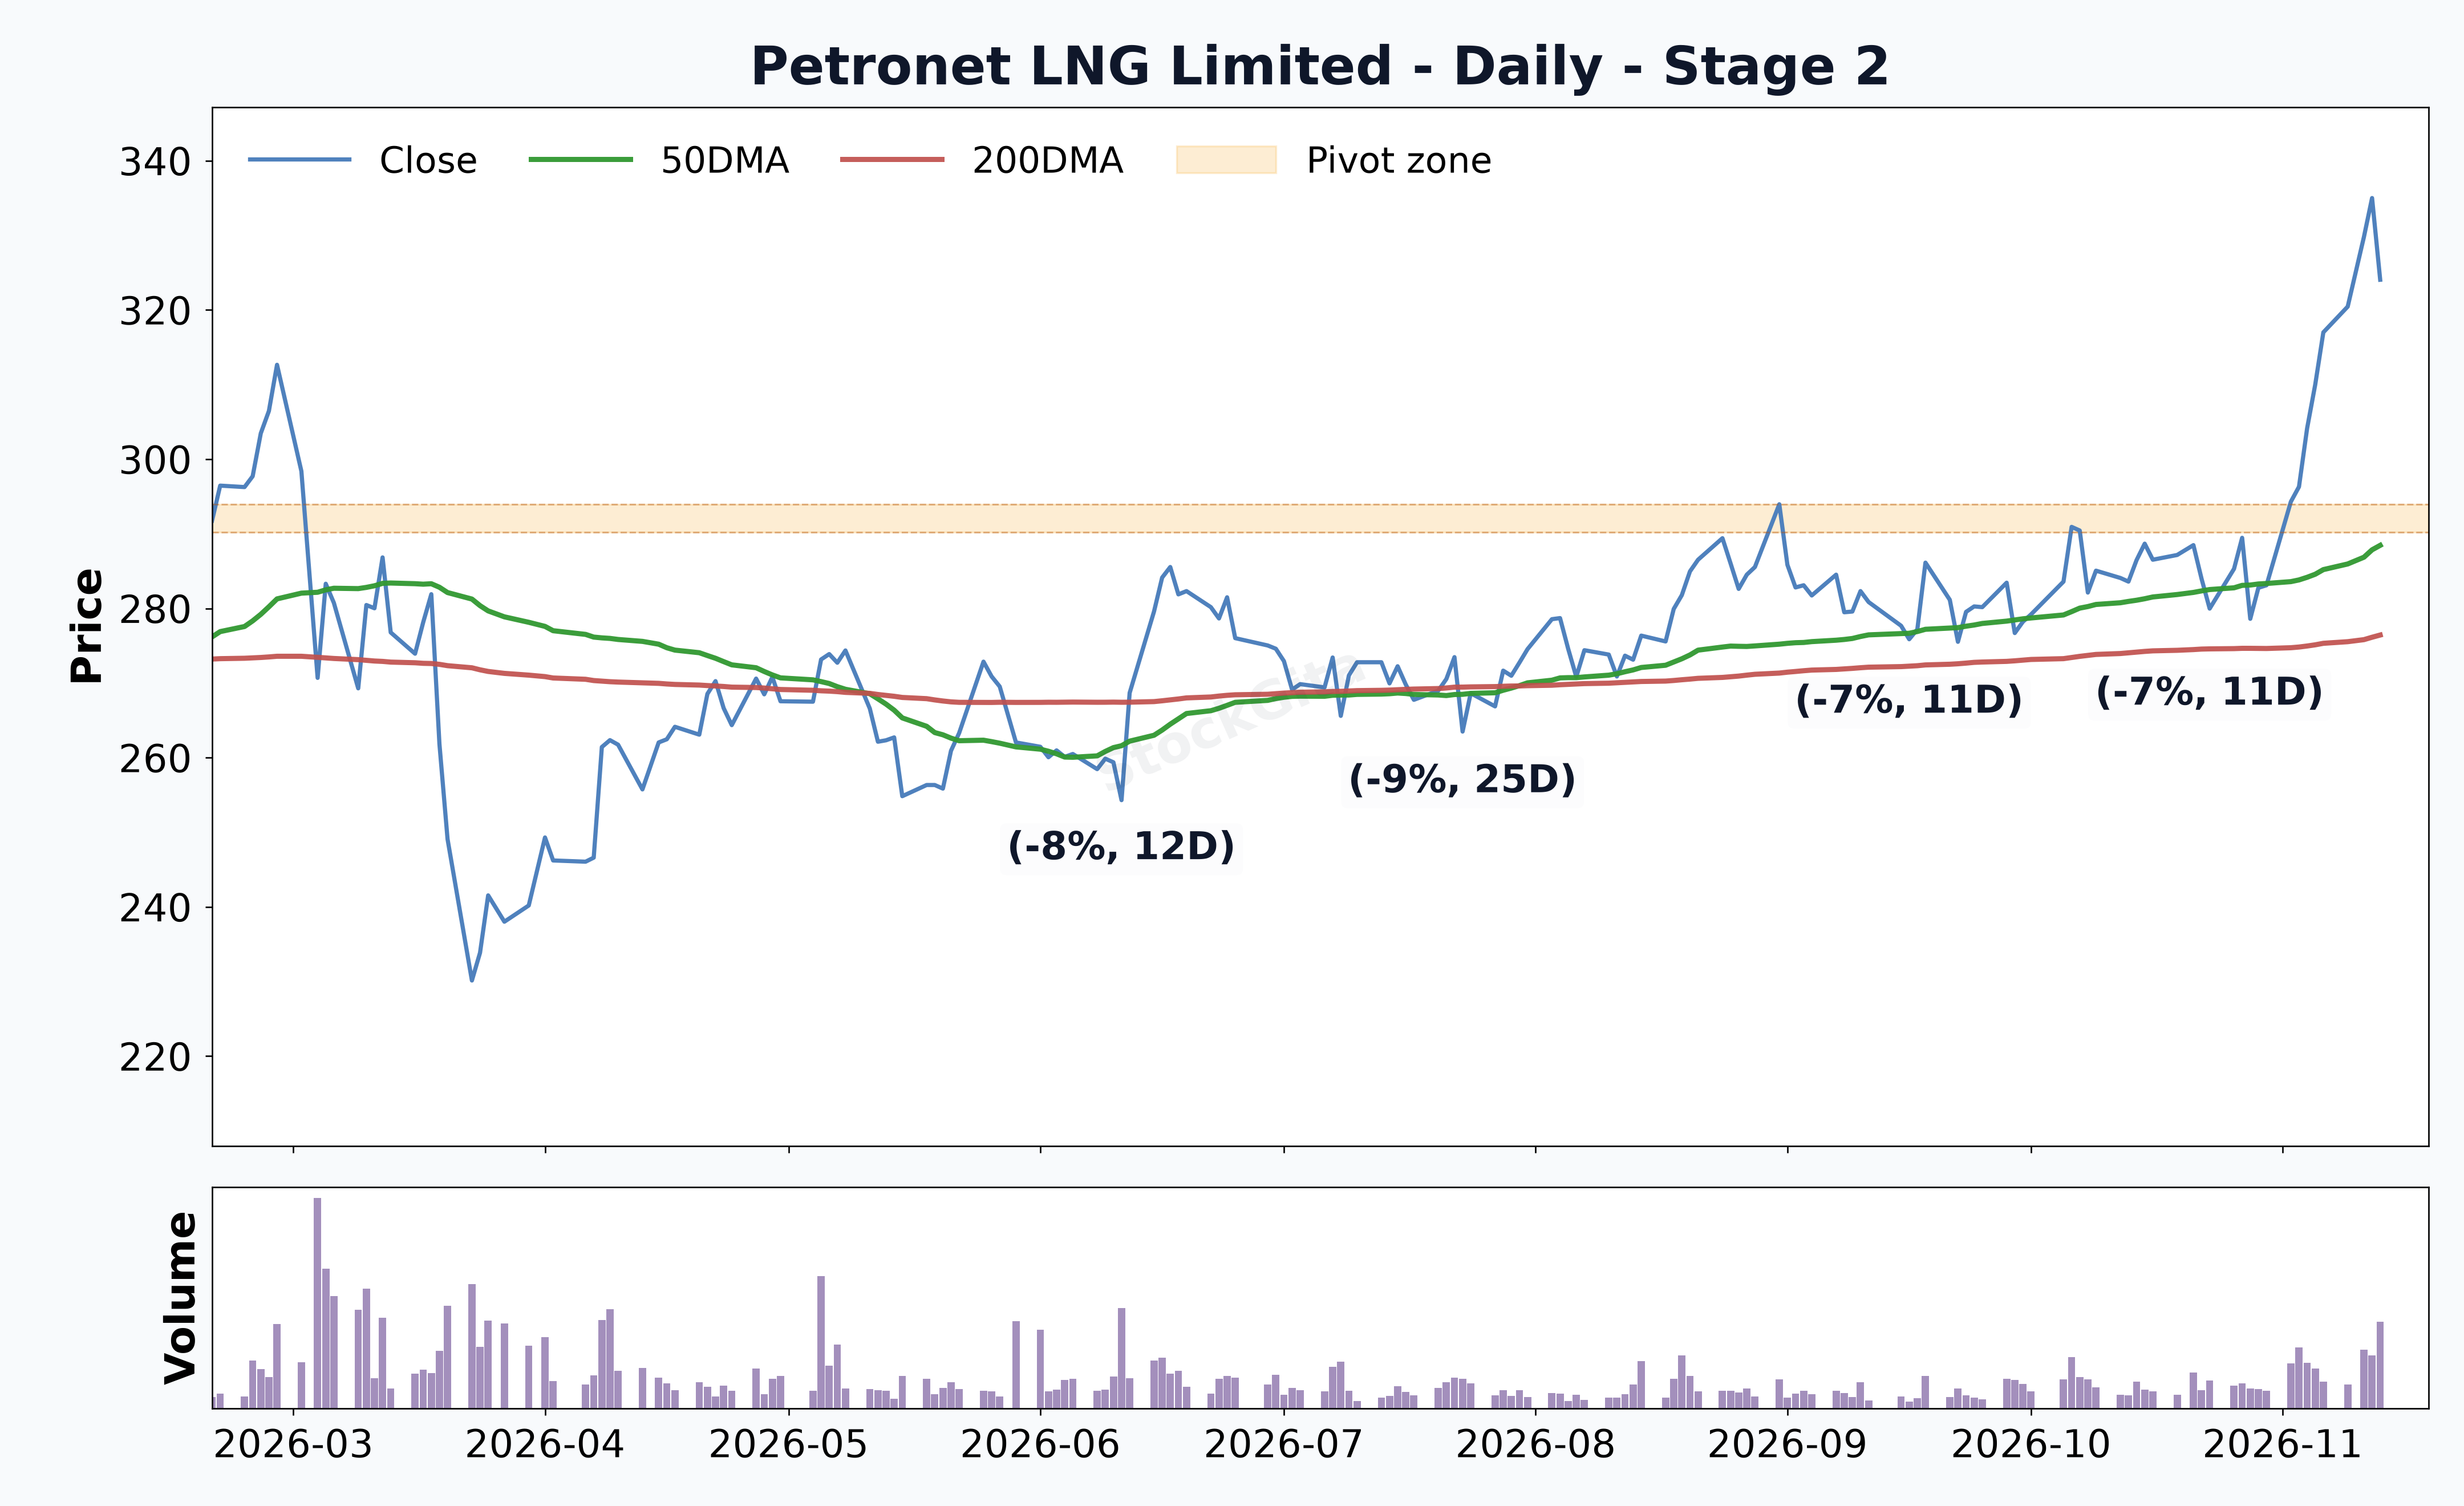 Petronet LNG Limited - Daily - Stage 2
Close 50DMA 200DMA Pivot zone
340
320
300
280
260
240
220
Price
StockGita
(-8%, 12D)
(-9%, 25D)
(-7%, 11D)
(-7%, 11D)
Volume
2026-03 2026-04 2026-05 2026-06 2026-07 2026-08 2026-09 2026-10 2026-11